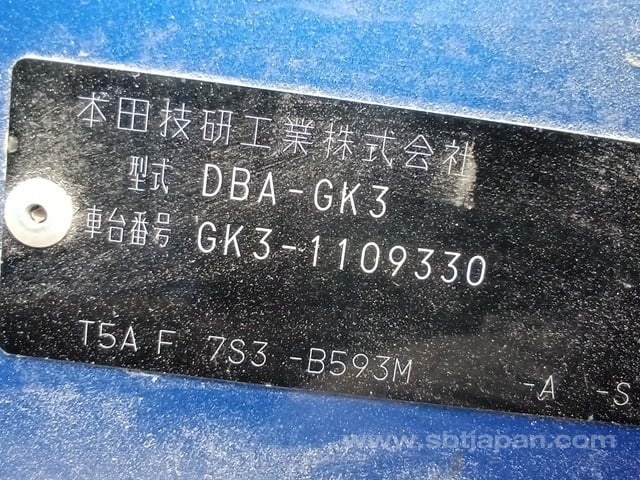 本田技研工業株式会社
型式 DBA-GK3
車台番号 GK3-1109330
T5A F 7S3 -B593M -A -S
www.sbtjapan.com